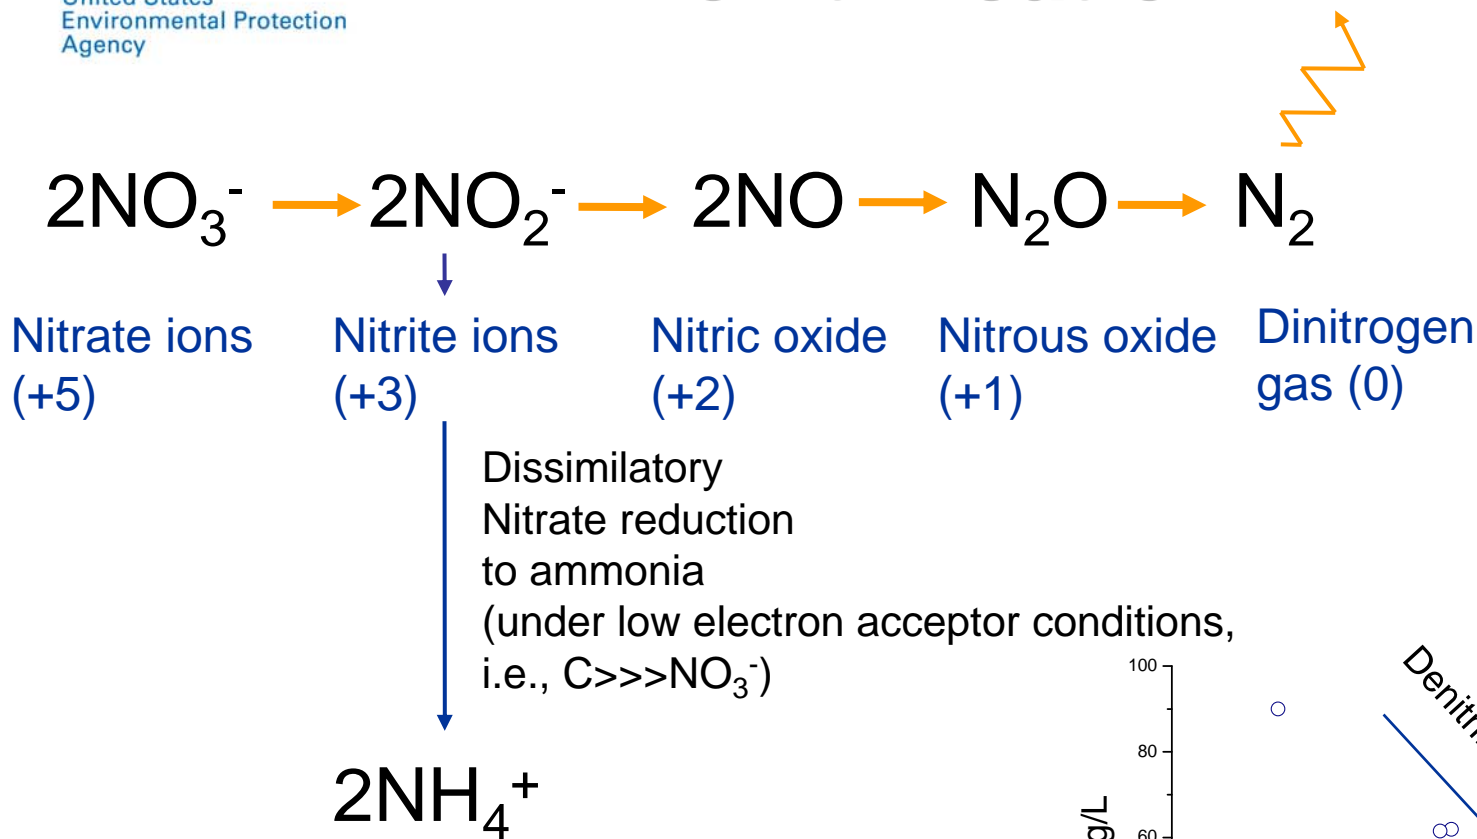 Environmental Protection
Agency
2NO₃⁻ → 2NO₂⁻ → 2NO → N₂O → N₂
Nitrate ions
(+5)
Nitrite ions
(+3)
Nitric oxide
(+2)
Nitrous oxide
(+1)
Dinitrogen
gas (0)
Dissimilatory
Nitrate reduction
to ammonia
(under low electron acceptor conditions,
i.e., C>>>NO₃⁻)
2NH₄⁺
100
80
60
g/L